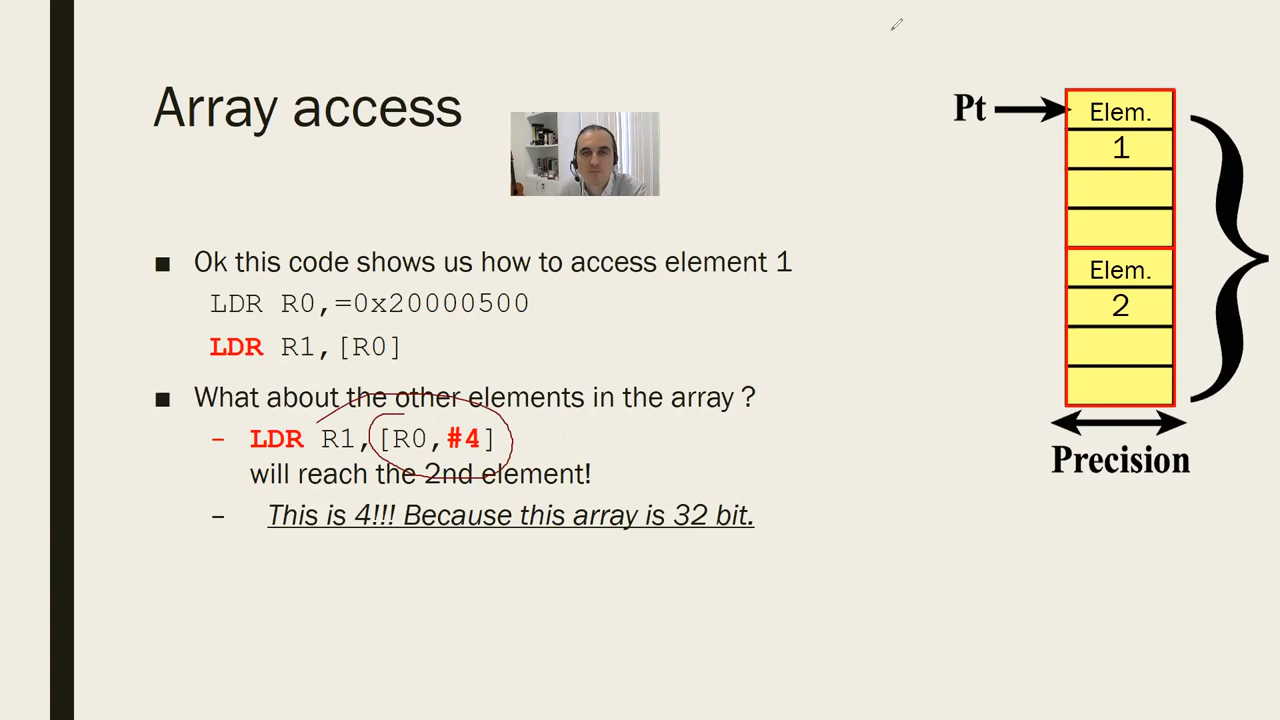 Array access
■ Ok this code shows us how to access element 1
LDR R0,=0x20000500
LDR R1,[R0]
■ What about the other elements in the array ?
– LDR R1,[R0,#4]
will reach the 2nd element!
– This is 4!!! Because this array is 32 bit.
Pt
Elem.
1
Elem.
2
Precision